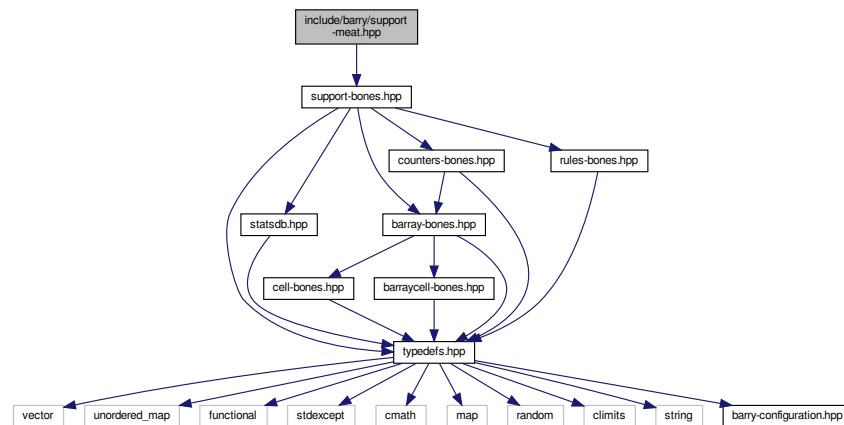 include/barry/support
-meat.hpp
support-bones.hpp
counters-bones.hpp
rules-bones.hpp
statsdb.hpp
barray-bones.hpp
cell-bones.hpp
barraycell-bones.hpp
typedefs.hpp
vector
unordered_map
functional
stdexcept
cmath
map
random
climits
string
barry-configuration.hpp